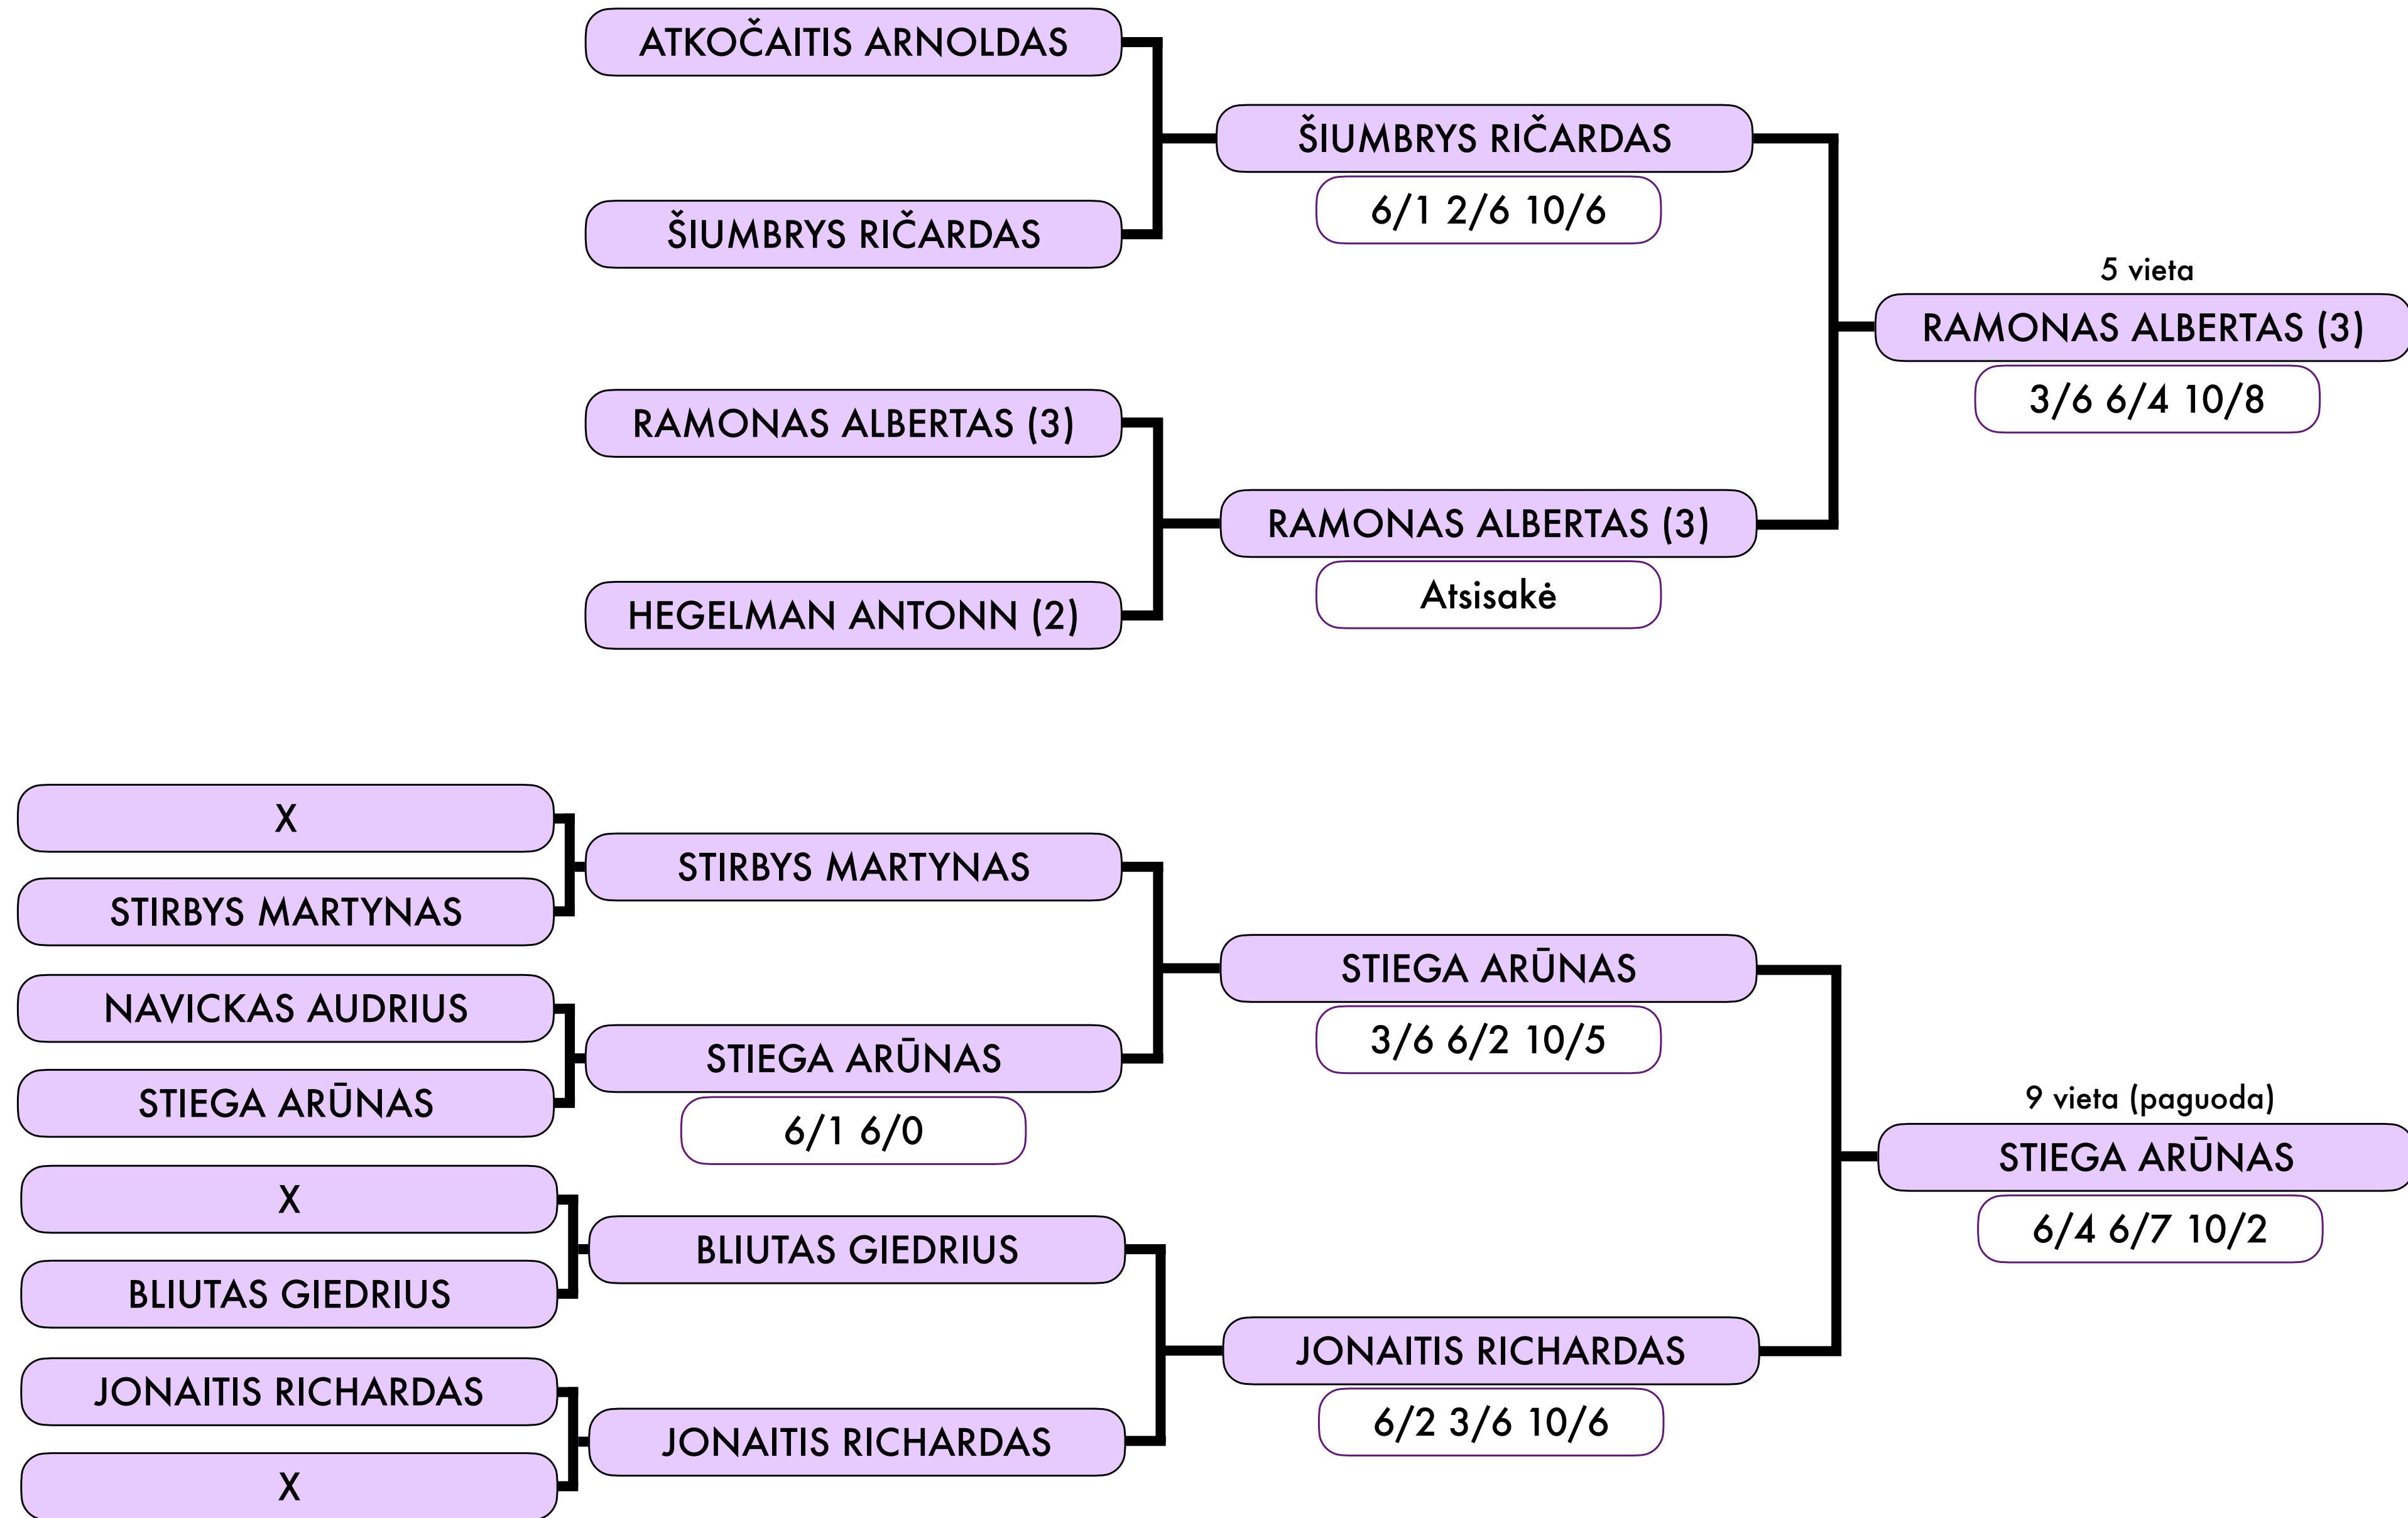 ATKOČAITIS ARNOLDAS
ŠIUMBRYS RIČARDAS
6/1 2/6 10/6
ŠIUMBRYS RIČARDAS
5 vieta
RAMONAS ALBERTAS (3)
3/6 6/4 10/8
RAMONAS ALBERTAS (3)
RAMONAS ALBERTAS (3)
Atsisakė
HEGELMAN ANTONN (2)
X
STIRBYS MARTYNAS
STIRBYS MARTYNAS
NAVICKAS AUDRIUS
STIEGA ARŪNAS
3/6 6/2 10/5
STIEGA ARŪNAS
STIEGA ARŪNAS
6/1 6/0
9 vieta (paguoda)
STIEGA ARŪNAS
6/4 6/7 10/2
X
BLIUTAS GIEDRIUS
BLIUTAS GIEDRIUS
JONAITIS RICHARDAS
6/2 3/6 10/6
JONAITIS RICHARDAS
JONAITIS RICHARDAS
X